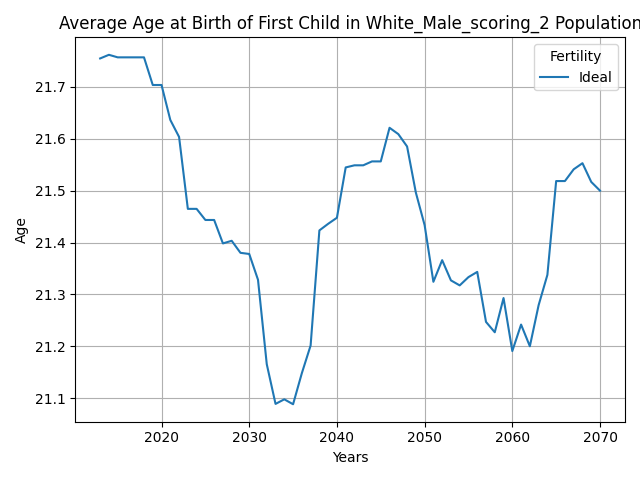 Average Age at Birth of First Child in White_Male_scoring_2 Population
Fertility
Ideal
21.7
21.6
21.5
21.4
21.3
21.2
21.1
Age
2020 2030 2040 2050 2060 2070
Years